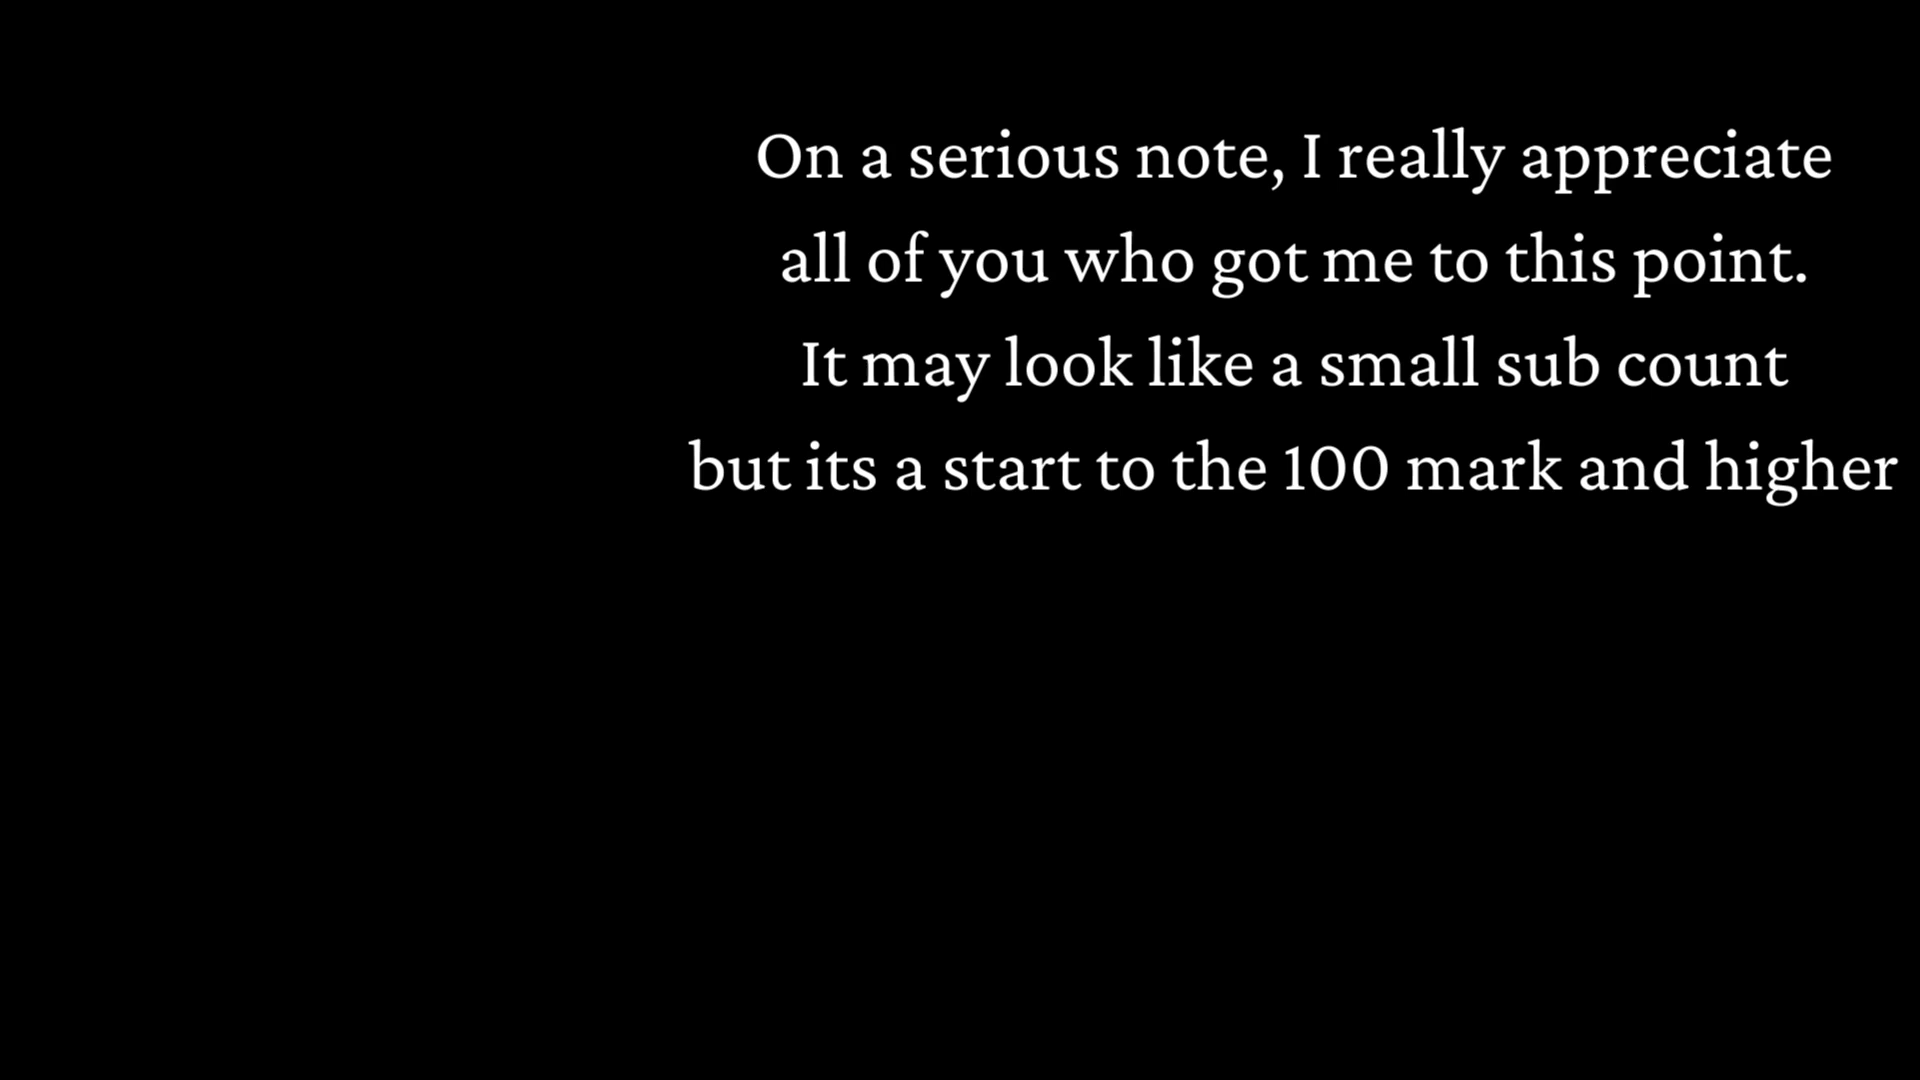 On a serious note, I really appreciate
all of you who got me to this point.
It may look like a small sub count
but its a start to the 100 mark and higher